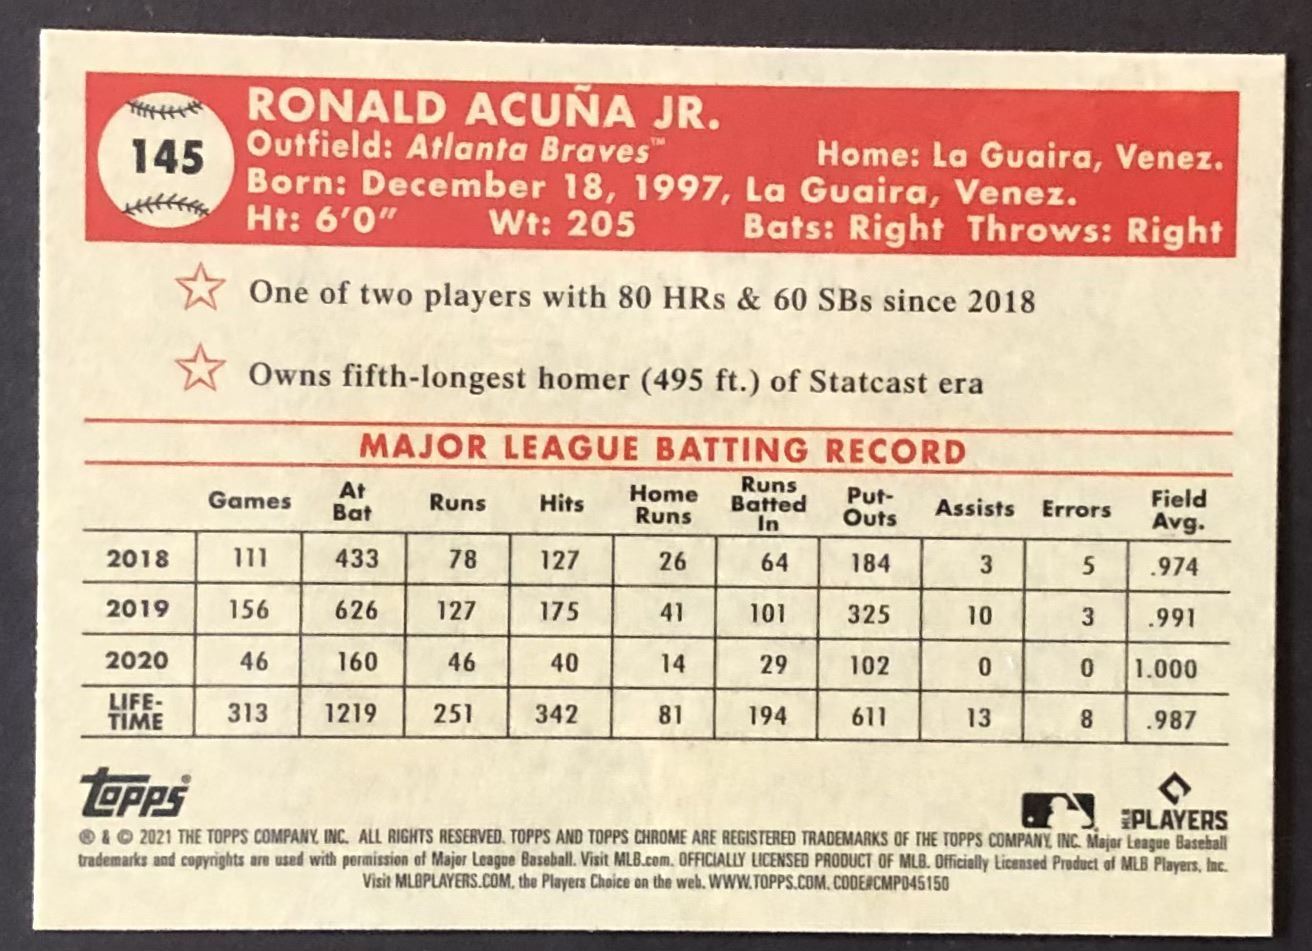 145
RONALD ACUÑA JR.
Outfield: Atlanta Braves™ Home: La Guaira, Venez.
Born: December 18, 1997, La Guaira, Venez.
Ht: 6'0" Wt: 205 Bats: Right Throws: Right
One of two players with 80 HRs & 60 SBs since 2018
Owns fifth-longest homer (495 ft.) of Statcast era
MAJOR LEAGUE BATTING RECORD
Games At Bat Runs Hits Home Runs Runs Batted In Put-Outs Assists Errors Field Avg.
2018 111 433 78 127 26 64 184 3 5 .974
2019 156 626 127 175 41 101 325 10 3 .991
2020 46 160 46 40 14 29 102 0 0 1.000
LIFE-TIME 313 1219 251 342 81 194 611 13 8 .987
Topps®
PLAYERS
® & © 2021 THE TOPPS COMPANY, INC. ALL RIGHTS RESERVED. TOPPS AND TOPPS CHROME ARE REGISTERED TRADEMARKS OF THE TOPPS COMPANY, INC. Major League Baseball
trademarks and copyrights are used with permission of Major League Baseball. Visit MLB.com. OFFICIALLY LICENSED PRODUCT OF MLB. Officially Licensed Product of MLB Players, Inc.
Visit MLBPLAYERS.COM, the Players Choice on the web. WWW.TOPPS.COM. CODE#CMP045150